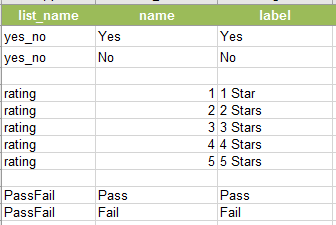 list_name name label
yes_no Yes Yes
yes_no No No
rating 1 1 Star
rating 2 2 Stars
rating 3 3 Stars
rating 4 4 Stars
rating 5 5 Stars
PassFail Pass Pass
PassFail Fail Fail